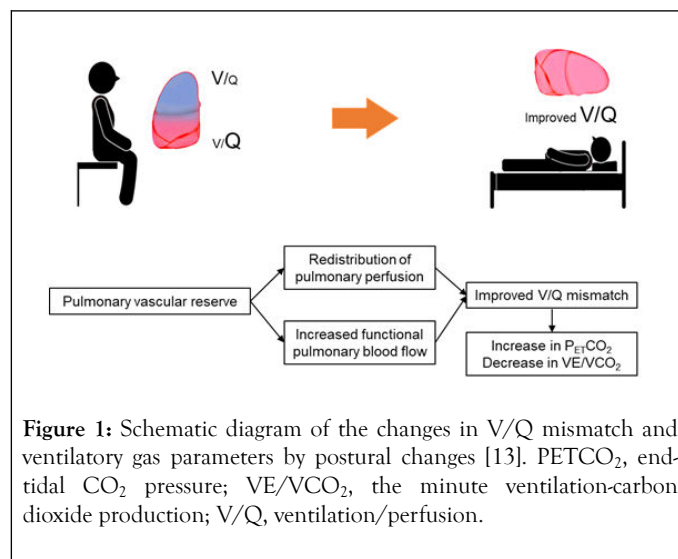 V/Q
V/Q
Improved V/Q
Redistribution of
pulmonary perfusion
Pulmonary vascular reserve
Improved V/Q mismatch
Increased functional
pulmonary blood flow
Increase in PETCO₂
Decrease in VE/VCO₂
Figure 1: Schematic diagram of the changes in V/Q mismatch and
ventilatory gas parameters by postural changes [13]. PETCO₂, end-
tidal CO₂ pressure; VE/VCO₂, the minute ventilation-carbon
dioxide production; V/Q, ventilation/perfusion.